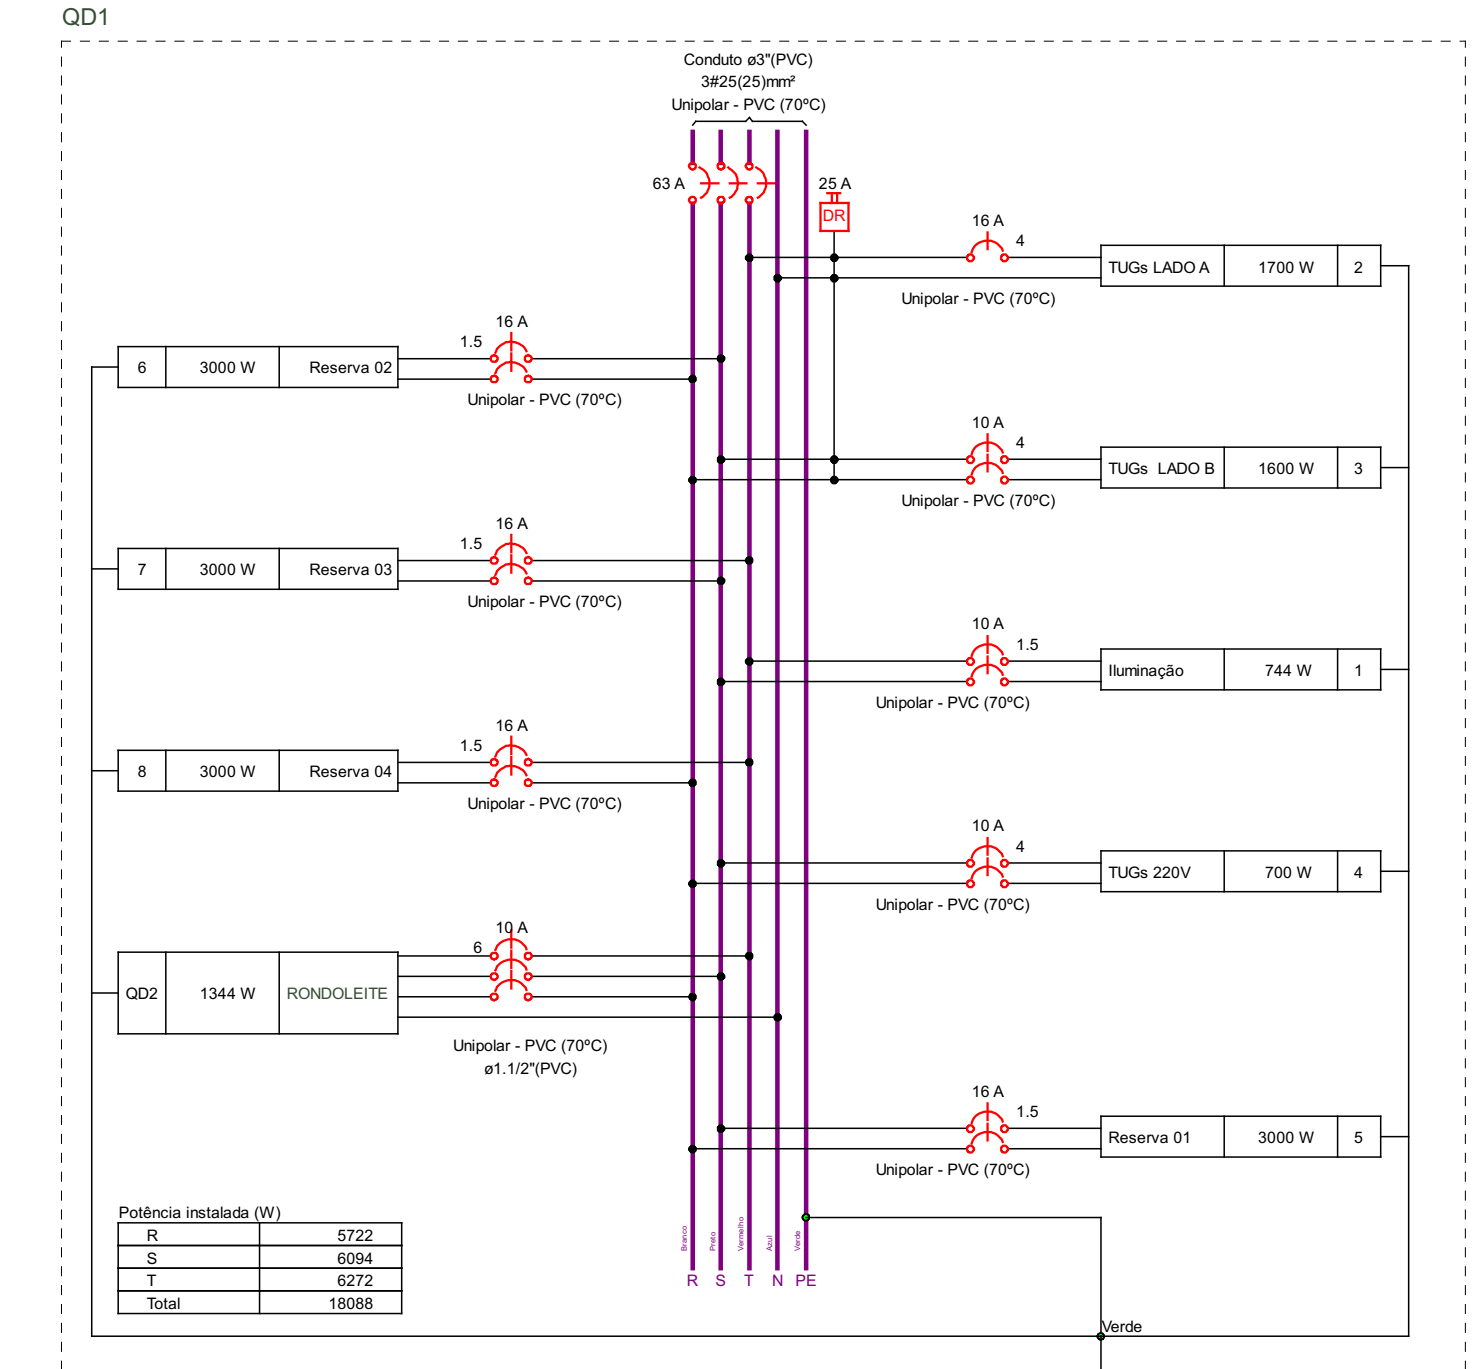 QD1
Conduto ø3"(PVC)
3#25(25)mm²
Unipolar - PVC (70ºC)
63 A
25 A
DR
16 A
4
TUGs LADO A 1700 W 2
Unipolar - PVC (70ºC)
16 A
1.5
6 3000 W Reserva 02
Unipolar - PVC (70ºC)
10 A
4
TUGs LADO B 1600 W 3
Unipolar - PVC (70ºC)
16 A
1.5
7 3000 W Reserva 03
Unipolar - PVC (70ºC)
10 A
1.5
Iluminação 744 W 1
Unipolar - PVC (70ºC)
16 A
1.5
8 3000 W Reserva 04
Unipolar - PVC (70ºC)
10 A
4
TUGs 220V 700 W 4
Unipolar - PVC (70ºC)
10 A
6
QD2 1344 W RONDOLEITE
Unipolar - PVC (70ºC)
ø1.1/2"(PVC)
16 A
1.5
Reserva 01 3000 W 5
Unipolar - PVC (70ºC)
Potência instalada (W)
R 5722
S 6094
T 6272
Total 18088
Branco Preto Vermelho Azul Verde
R S T N PE
Verde